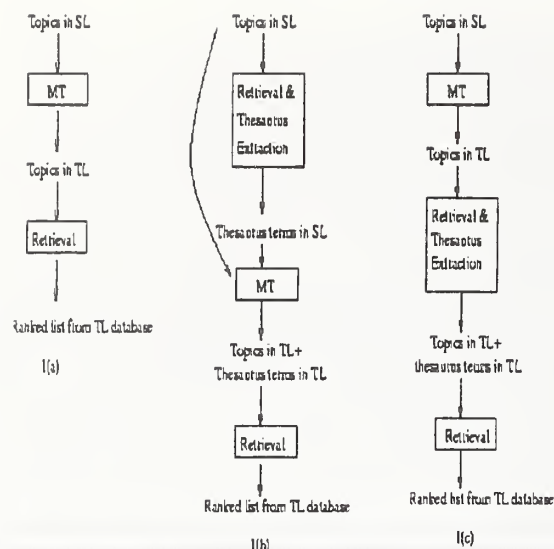 Topics in SL
MT
Topics in TL
Retrieval
Ranked list from TL database
1(a)
Topics in SL
Retrieval &
Thesaurus
Extraction
Thesaurus terms in SL
MT
Topics in TL+
Thesaurus terms in TL
Retrieval
Ranked list from TL database
1(b)
Topics in SL
MT
Topics in TL
Retrieval &
Thesaurus
Extraction
Topics in TL+
thesaurus terms in TL
Retrieval
Ranked list from TL database
1(c)